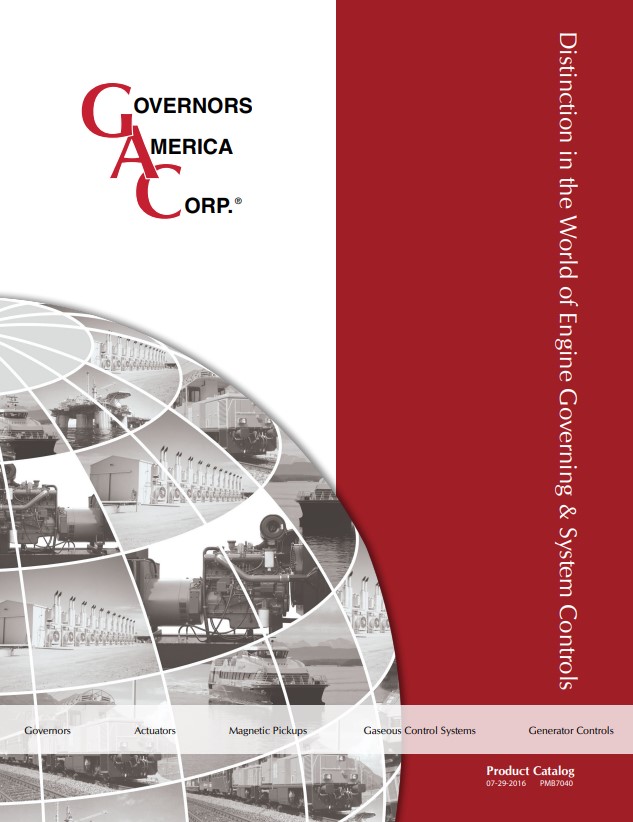 GOVERNORS
AMERICA
CORP.®
Distinction in the World of Engine Governing & System Controls
Governors Actuators Magnetic Pickups Gaseous Control Systems Generator Controls
Product Catalog
07-29-2016 PMB7040